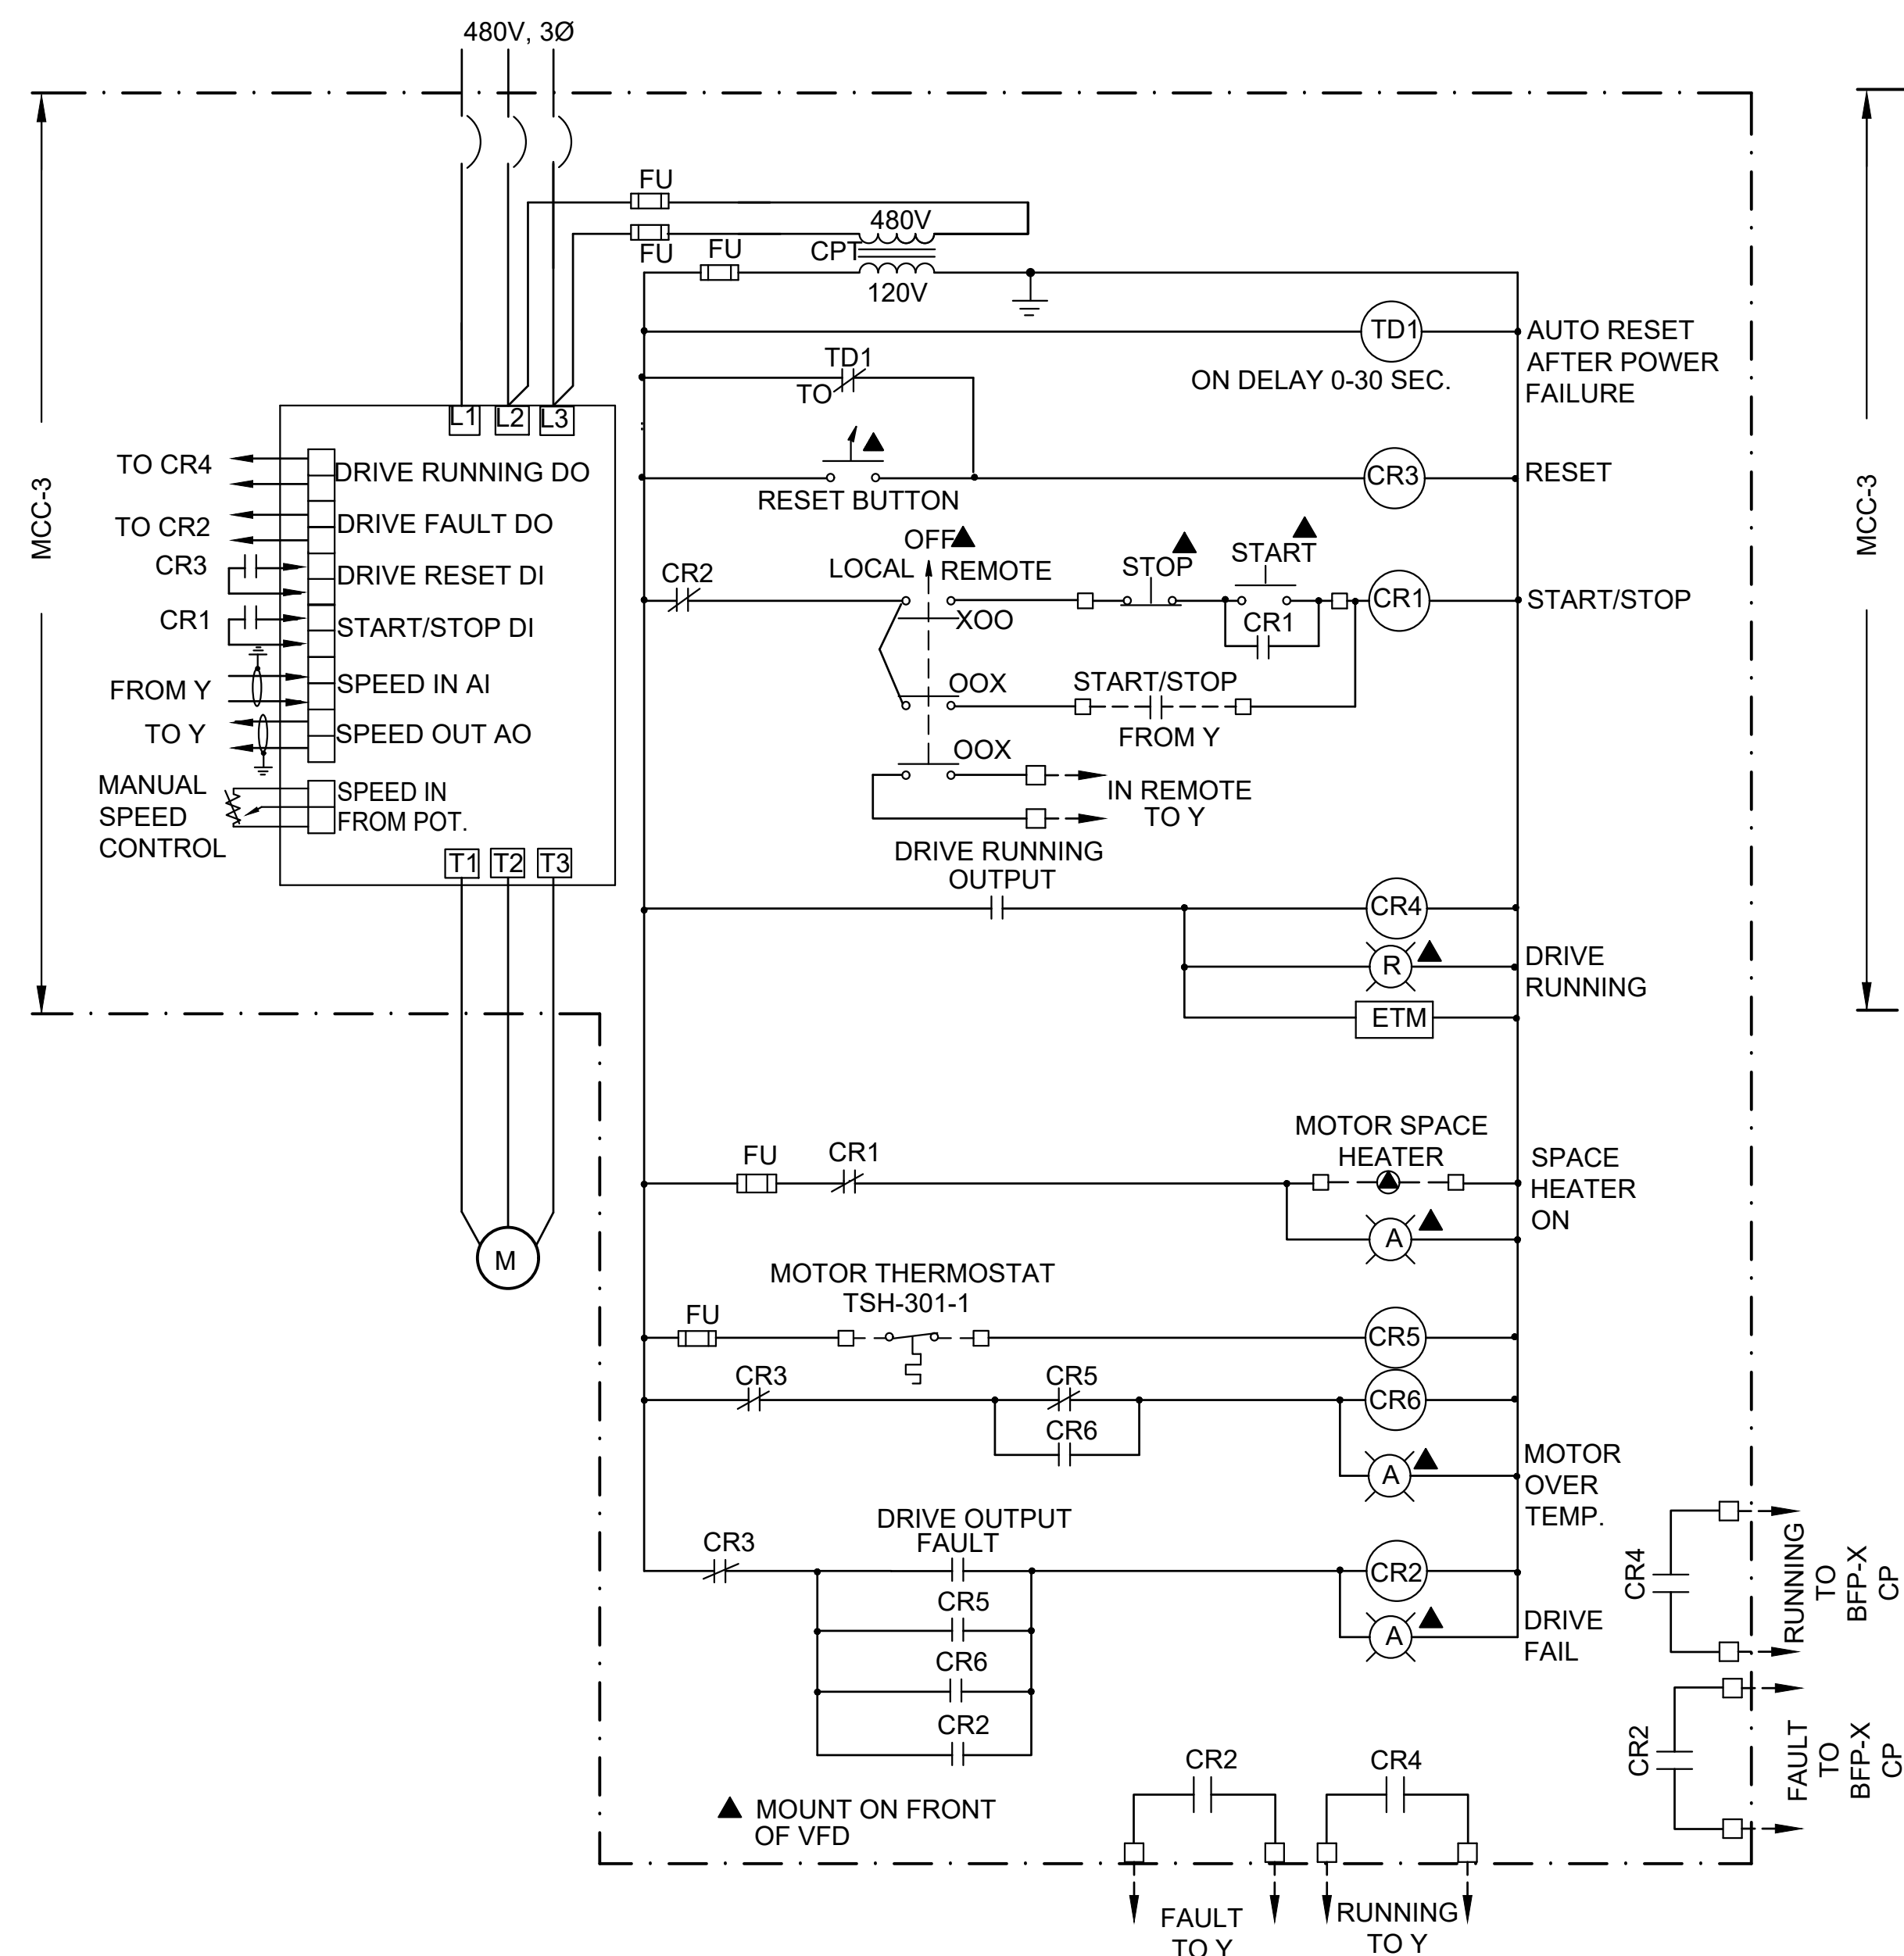 480V, 3Ø
MCC-3
MCC-3
FU
FU
FU
480V
CPT
120V
TD1
AUTO RESET
AFTER POWER
FAILURE
TD1
TO
ON DELAY 0-30 SEC.
L1 L2 L3
TO CR4
DRIVE RUNNING DO
TO CR2
DRIVE FAULT DO
CR3
DRIVE RESET DI
CR1
START/STOP DI
FROM Y
SPEED IN AI
TO Y
SPEED OUT AO
MANUAL
SPEED
CONTROL
SPEED IN
FROM POT.
T1 T2 T3
M
RESET BUTTON
CR3
RESET
CR2
OFF
LOCAL
REMOTE
XOO
STOP
START
CR1
CR1
START/STOP
OOX
START/STOP
FROM Y
OOX
IN REMOTE
TO Y
DRIVE RUNNING
OUTPUT
CR4
R
DRIVE
RUNNING
ETM
FU
CR1
MOTOR SPACE
HEATER
SPACE
HEATER
ON
A
MOTOR THERMOSTAT
TSH-301-1
FU
CR5
CR3
CR5
CR6
CR6
A
MOTOR
OVER
TEMP.
CR3
DRIVE OUTPUT
FAULT
CR5
CR6
CR2
CR2
A
DRIVE
FAIL
CR4
RUNNING
TO
BFP-X
CP
CR2
FAULT
TO
BFP-X
CP
MOUNT ON FRONT
OF VFD
CR2
FAULT
TO Y
CR4
RUNNING
TO Y